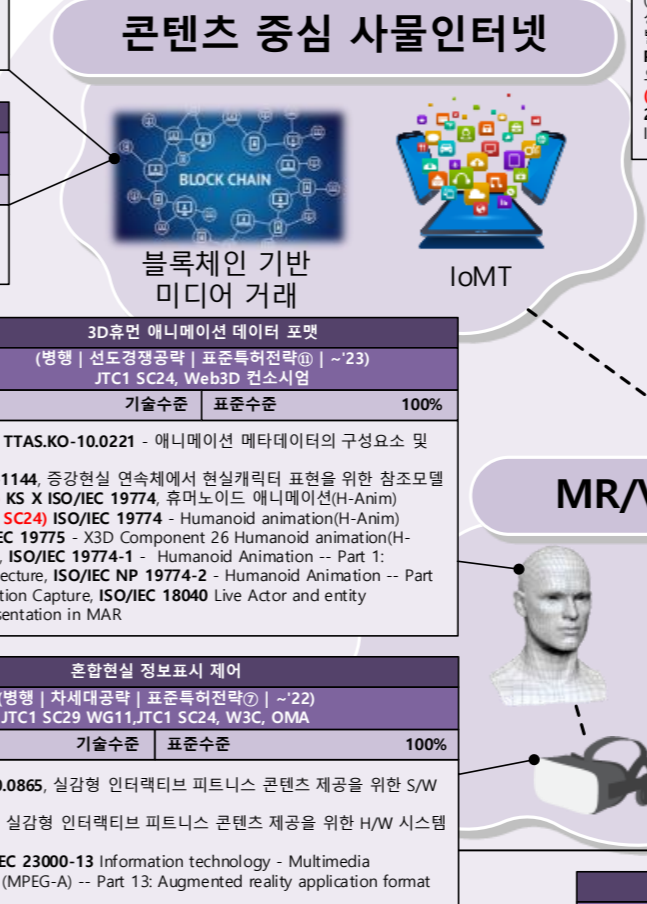 콘텐츠 중심 사물인터넷
BLOCK CHAIN
블록체인 기반
미디어 거래
IoMT
3D휴먼 애니메이션 데이터 포맷
(병행 | 선도경쟁공략 | 표준특허전략⑪ | ~'23)
JTC1 SC24, Web3D 컨소시엄
기술수준 표준수준 100%
TTAS.KO-10.0221 - 애니메이션 메타데이터의 구성요소 및
1144, 증강현실 연속체에서 현실캐릭터 표현을 위한 참조모델
KS X ISO/IEC 19774, 휴머노이드 애니메이션(H-Anim)
SC24) ISO/IEC 19774 - Humanoid animation(H-Anim)
EC 19775 - X3D Component 26 Humanoid animation(H-
, ISO/IEC 19774-1 - Humanoid Animation -- Part 1:
ecture, ISO/IEC NP 19774-2 - Humanoid Animation -- Part
tion Capture, ISO/IEC 18040 Live Actor and entity
sentation in MAR
MR/V
혼합현실 정보표시 제어
(병행 | 차세대공략 | 표준특허전략⑦ | ~'22)
JTC1 SC29 WG11,JTC1 SC24, W3C, OMA
기술수준 표준수준 100%
0.0865, 실감형 인터랙티브 피트니스 콘텐츠 제공을 위한 S/W
실감형 인터랙티브 피트니스 콘텐츠 제공을 위한 H/W 시스템
EC 23000-13 Information technology - Multimedia
(MPEG-A) -- Part 13: Augmented reality application format